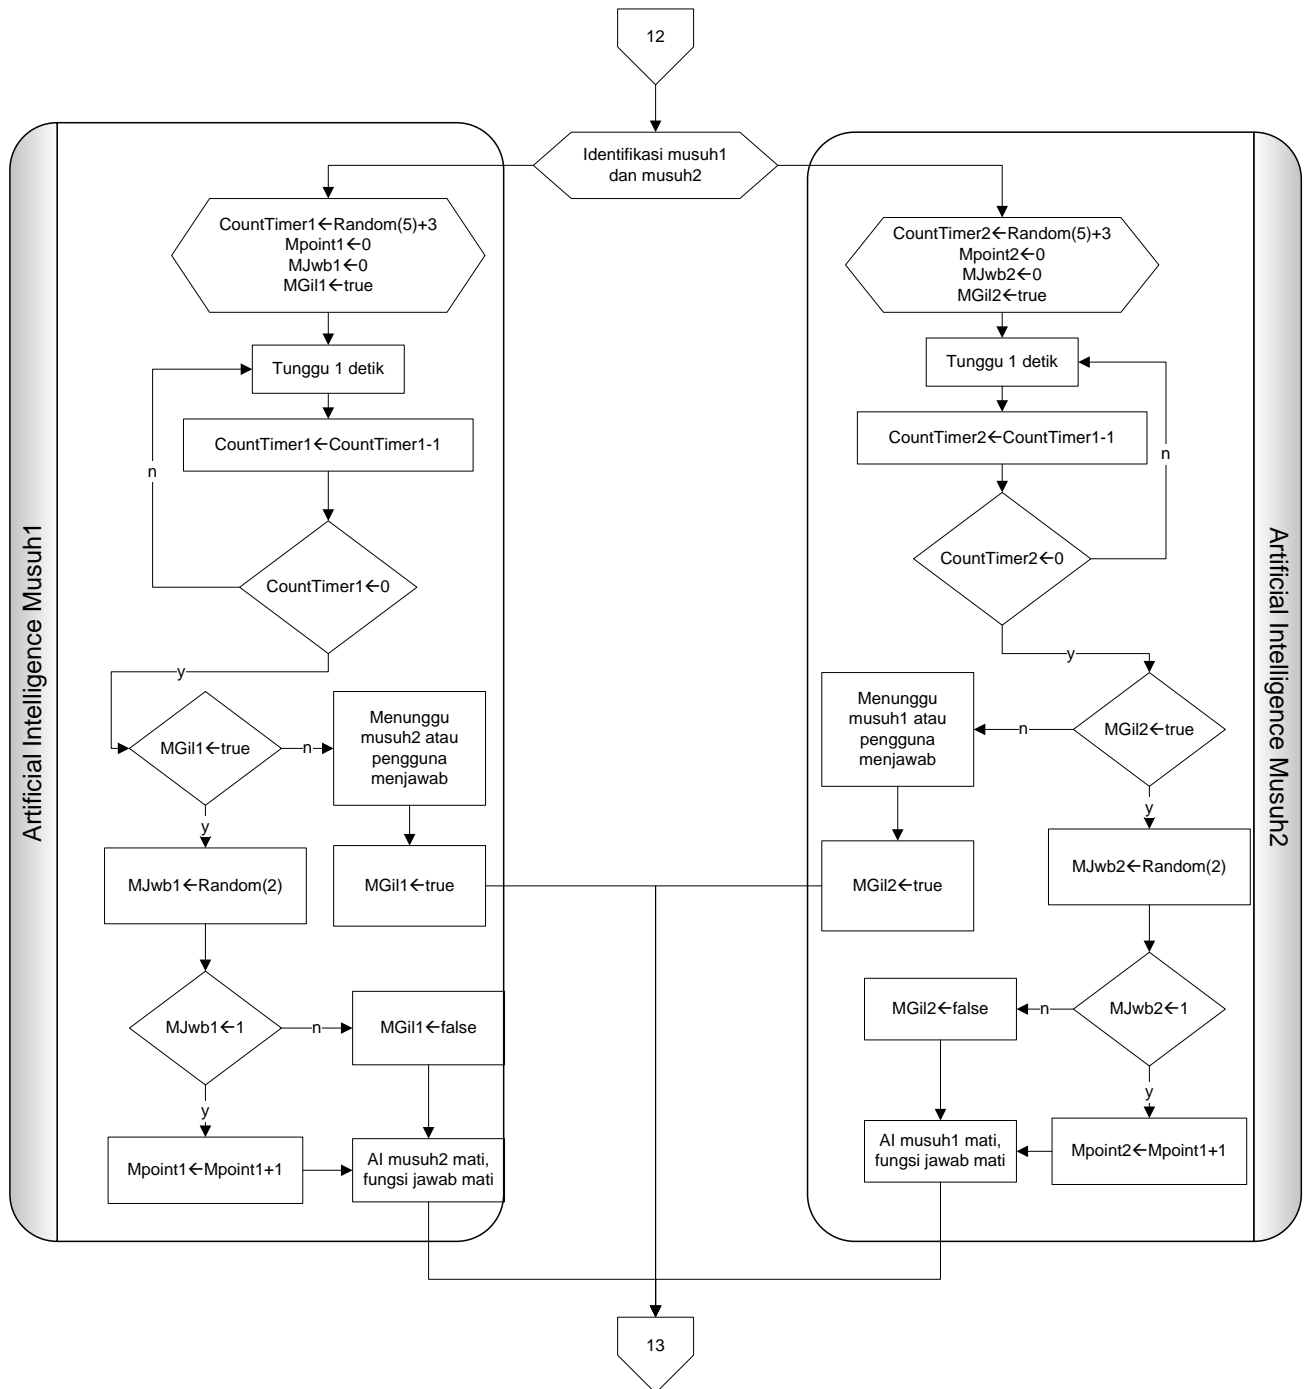 12
Identifikasi musuh1
dan musuh2
Artificial Intelligence Musuh1
CountTimer1←Random(5)+3
Mpoint1←0
MJwb1←0
MGil1←true
Tunggu 1 detik
CountTimer1←CountTimer1-1
n
CountTimer1←0
y
MGil1←true
n
Menunggu
musuh2 atau
pengguna
menjawab
y
MJwb1←Random(2)
MGil1←true
MJwb1←1
n
MGil1←false
y
Mpoint1←Mpoint1+1
AI musuh2 mati,
fungsi jawab mati
Artificial Intelligence Musuh2
CountTimer2←Random(5)+3
Mpoint2←0
MJwb2←0
MGil2←true
Tunggu 1 detik
CountTimer2←CountTimer1-1
n
CountTimer2←0
y
Menunggu
musuh1 atau
pengguna
menjawab
n
MGil2←true
y
MGil2←true
MJwb2←Random(2)
MGil2←false
n
MJwb2←1
y
AI musuh1 mati,
fungsi jawab mati
Mpoint2←Mpoint1+1
13